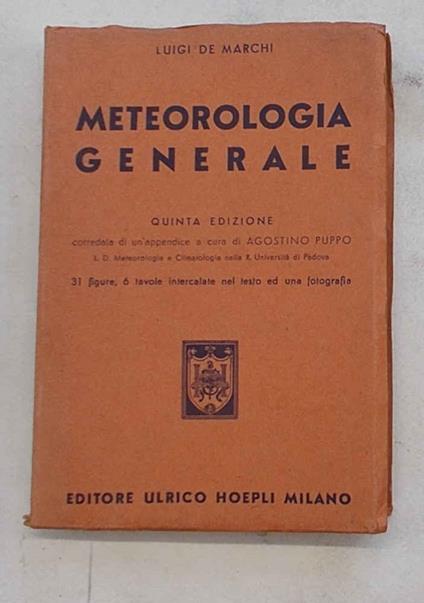 LUIGI DE MARCHI
METEOROLOGIA
GENERALE
QUINTA EDIZIONE
corredata di un'appendice a cura di AGOSTINO PUPPO
L. D. Meteorologia e Climatologia nella R. Università di Padova
31 figure, 6 tavole intercalate nel testo ed una fotografia
EDITORE ULRICO HOEPLI MILANO